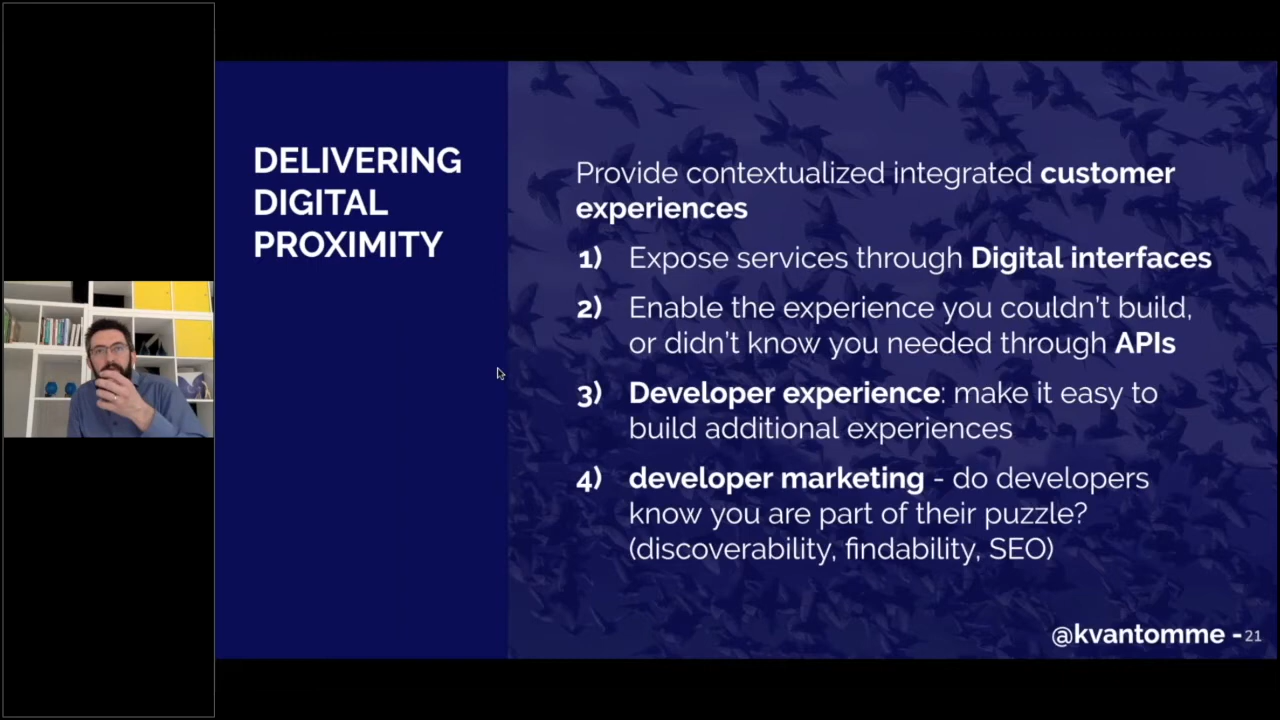 DELIVERING
DIGITAL
PROXIMITY
Provide contextualized integrated customer
experiences
1) Expose services through Digital interfaces
2) Enable the experience you couldn't build,
or didn't know you needed through APIs
3) Developer experience: make it easy to
build additional experiences
4) developer marketing - do developers
know you are part of their puzzle?
(discoverability, findability, SEO)
@kvantomme - 21